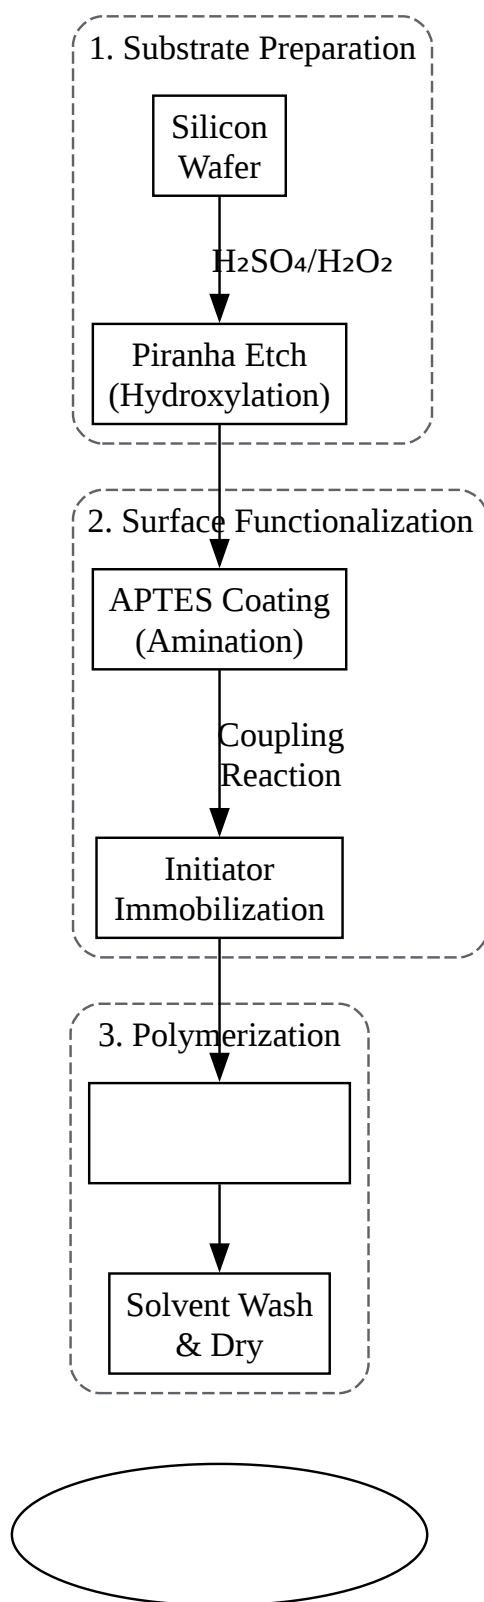 1. Substrate Preparation
Silicon
Wafer
H₂SO₄/H₂O₂
Piranha Etch
(Hydroxylation)
2. Surface Functionalization
APTES Coating
(Amination)
Coupling
Reaction
Initiator
Immobilization
3. Polymerization
Solvent Wash
& Dry